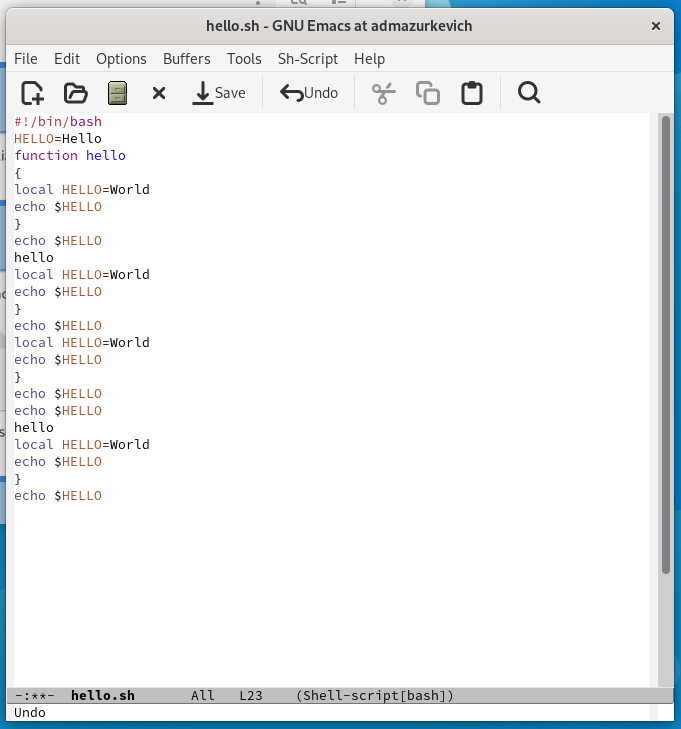 hello.sh - GNU Emacs at admazurkevich
File Edit Options Buffers Tools Sh-Script Help
Save Undo
#!/bin/bash
HELLO=Hello
function hello
{
local HELLO=World
echo $HELLO
}
echo $HELLO
hello
local HELLO=World
echo $HELLO
}
echo $HELLO
local HELLO=World
echo $HELLO
}
echo $HELLO
echo $HELLO
hello
local HELLO=World
echo $HELLO
}
echo $HELLO
-:**- hello.sh All L23 (Shell-script[bash])
Undo